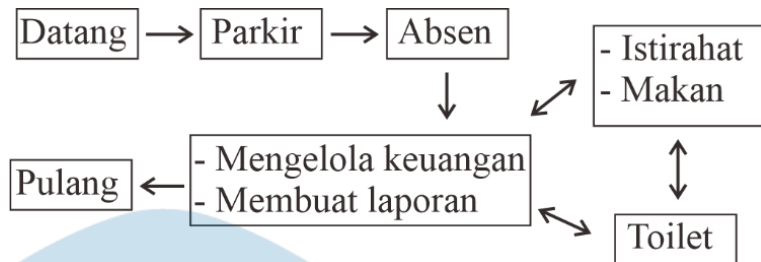 Datang
Parkir
Absen
- Istirahat
- Makan
- Mengelola keuangan
- Membuat laporan
Pulang
Toilet